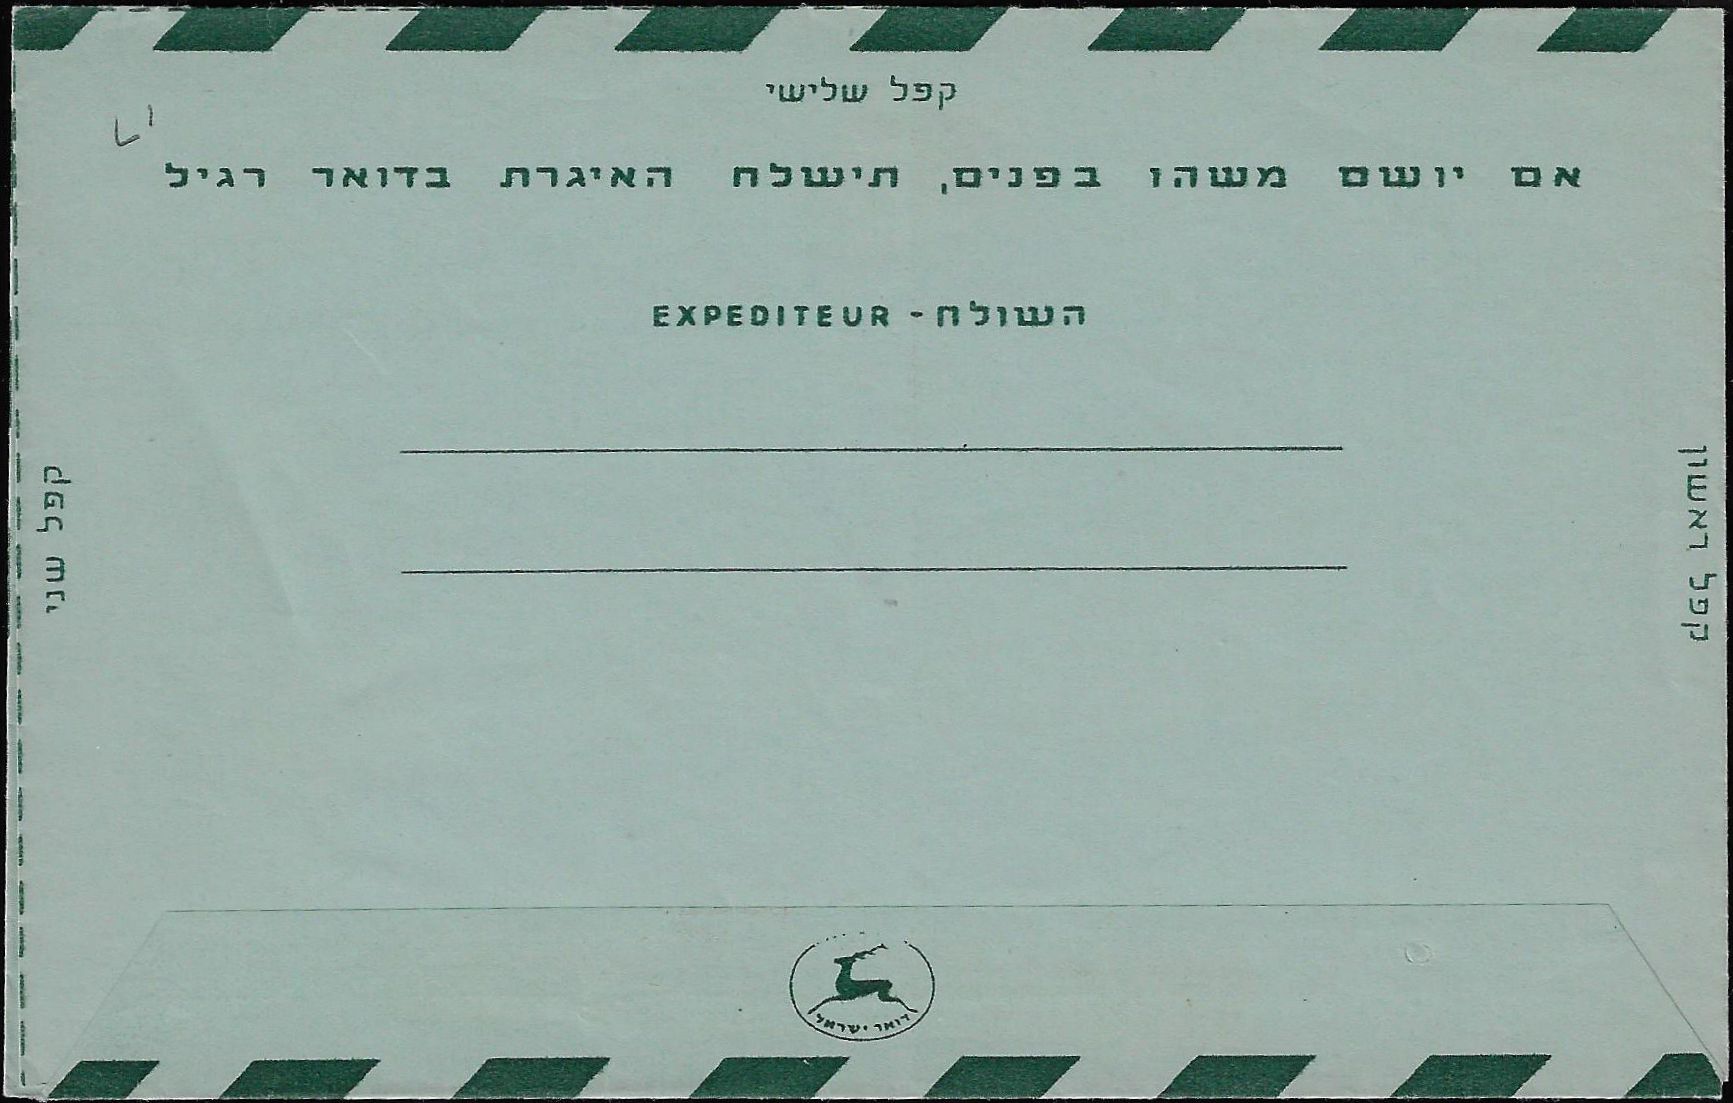 קפל שלישי
אם יושם משהו בפנים, תישלח האיגרת בדואר רגיל
EXPEDITEUR - השולח
קפל ראשון
קפל שני
דואר ישראל